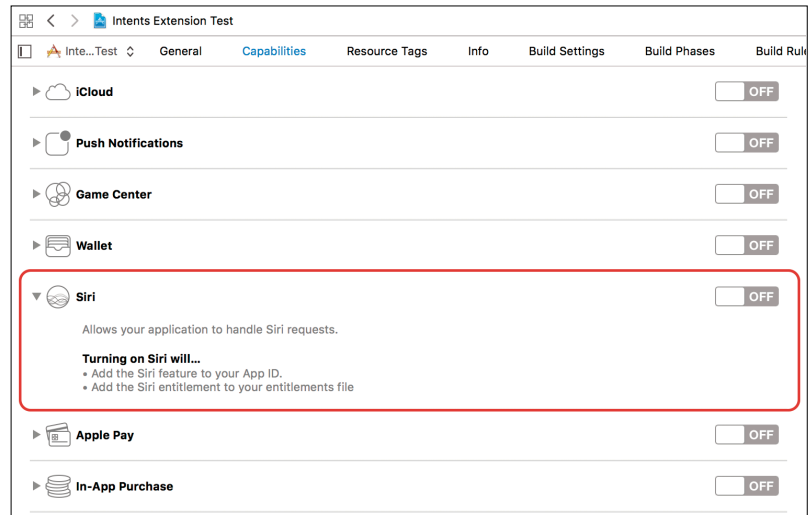 Intents Extension Test
Inte...Test General Capabilities Resource Tags Info Build Settings Build Phases Build Rule
iCloud OFF
Push Notifications OFF
Game Center OFF
Wallet OFF
Siri OFF
Allows your application to handle Siri requests.
Turning on Siri will...
• Add the Siri feature to your App ID.
• Add the Siri entitlement to your entitlements file
Apple Pay OFF
In-App Purchase OFF